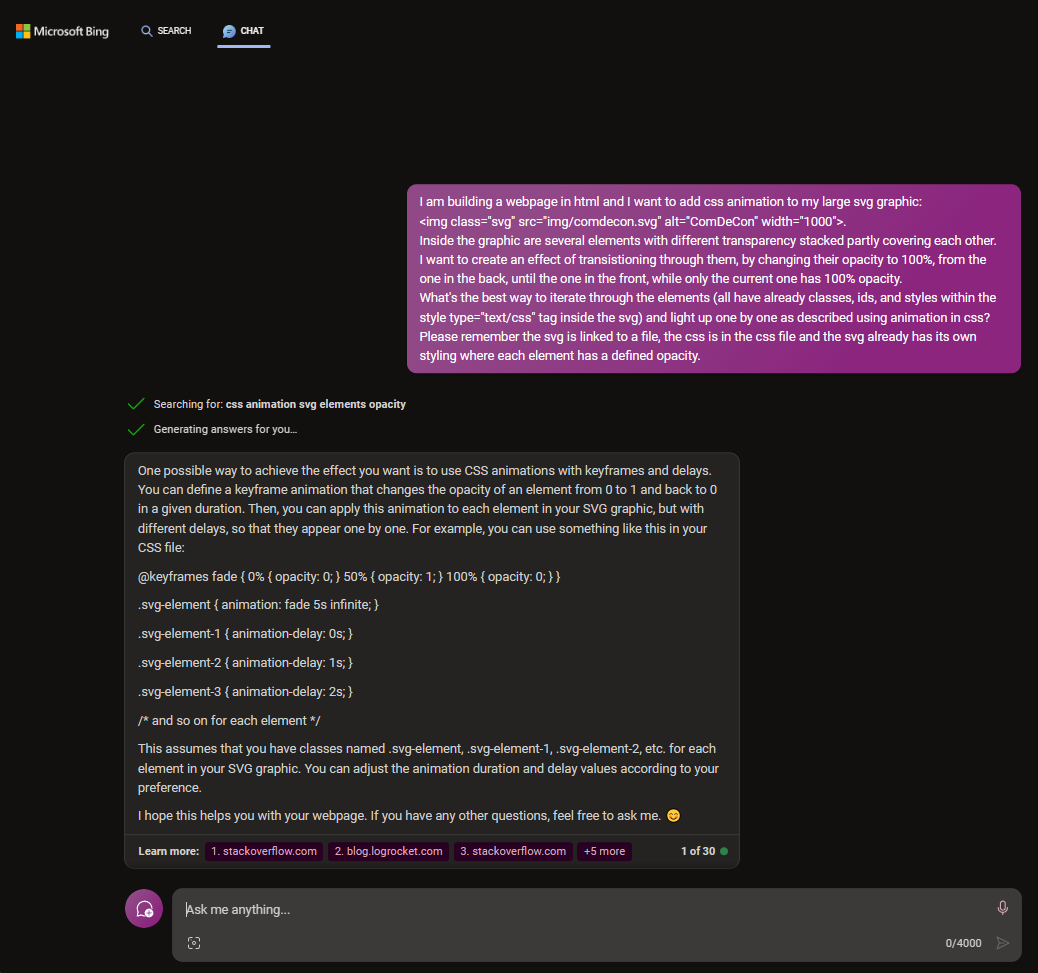 Microsoft Bing
SEARCH
CHAT
I am building a webpage in html and I want to add css animation to my large svg graphic:
<img class="svg" src="img/comdecon.svg" alt="ComDeCon" width="1000">.
Inside the graphic are several elements with different transparency stacked partly covering each other.
I want to create an effect of transistioning through them, by changing their opacity to 100%, from the
one in the back, until the one in the front, while only the current one has 100% opacity.
What's the best way to iterate through the elements (all have already classes, ids, and styles within the
style type="text/css" tag inside the svg) and light up one by one as described using animation in css?
Please remember the svg is linked to a file, the css is in the css file and the svg already has its own
styling where each element has a defined opacity.
Searching for: css animation svg elements opacity
Generating answers for you…
One possible way to achieve the effect you want is to use CSS animations with keyframes and delays.
You can define a keyframe animation that changes the opacity of an element from 0 to 1 and back to 0
in a given duration. Then, you can apply this animation to each element in your SVG graphic, but with
different delays, so that they appear one by one. For example, you can use something like this in your
CSS file:
@keyframes fade { 0% { opacity: 0; } 50% { opacity: 1; } 100% { opacity: 0; } }
.svg-element { animation: fade 5s infinite; }
.svg-element-1 { animation-delay: 0s; }
.svg-element-2 { animation-delay: 1s; }
.svg-element-3 { animation-delay: 2s; }
/* and so on for each element */
This assumes that you have classes named .svg-element, .svg-element-1, .svg-element-2, etc. for each
element in your SVG graphic. You can adjust the animation duration and delay values according to your
preference.
I hope this helps you with your webpage. If you have any other questions, feel free to ask me. 😊
Learn more: 1. stackoverflow.com 2. blog.logrocket.com 3. stackoverflow.com +5 more 1 of 30
Ask me anything...
0/4000